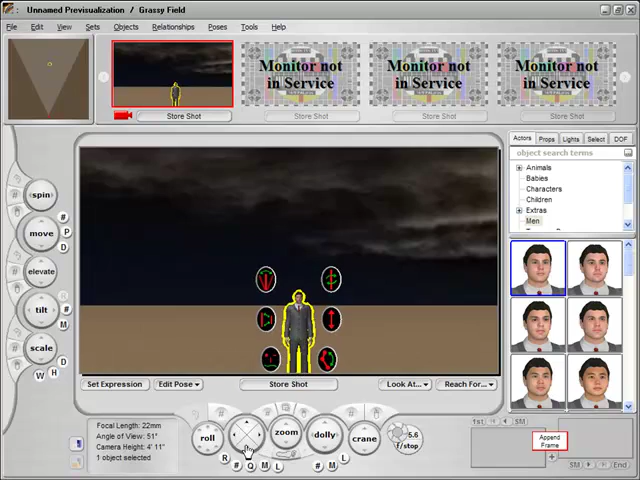 : Unnamed Previsualization / Grassy Field
File Edit View Sets Objects Relationships Poses Tools Help
Monitor not
in Service
Monitor not
in Service
Monitor not
in Service
Store Shot
Store Shot
Store Shot
Store Shot
Actors Props Lights Select DOF
object search terms
Animals
Babies
Characters
Children
Extras
Men
spin
move
#
P
D
elevate
tilt
R
#
M
scale
D
W H
Set Expression
Edit Pose
Store Shot
Look At...
Reach For...
Focal Length: 22mm
Angle of View: 51°
Camera Height: 4' 11"
1 object selected
roll
zoom
dolly
crane
5.6
f/stop
R # Q M L
# M L
1st SM
Append
Frame
SM End